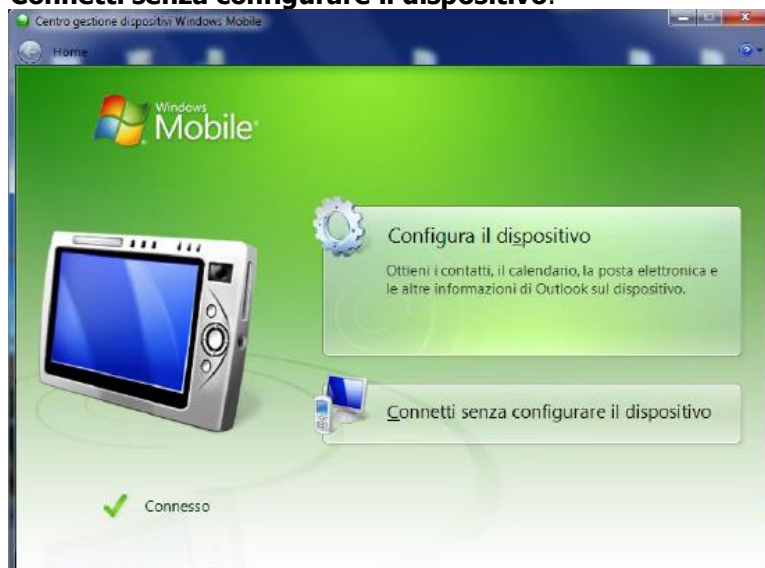 Connetti senza configurare il dispositivo.
Centro gestione dispositivi Windows Mobile
Home
Windows
Mobile
Configura il dispositivo
Ottieni i contatti, il calendario, la posta elettronica e
le altre informazioni di Outlook sul dispositivo.
Connetti senza configurare il dispositivo
Connesso